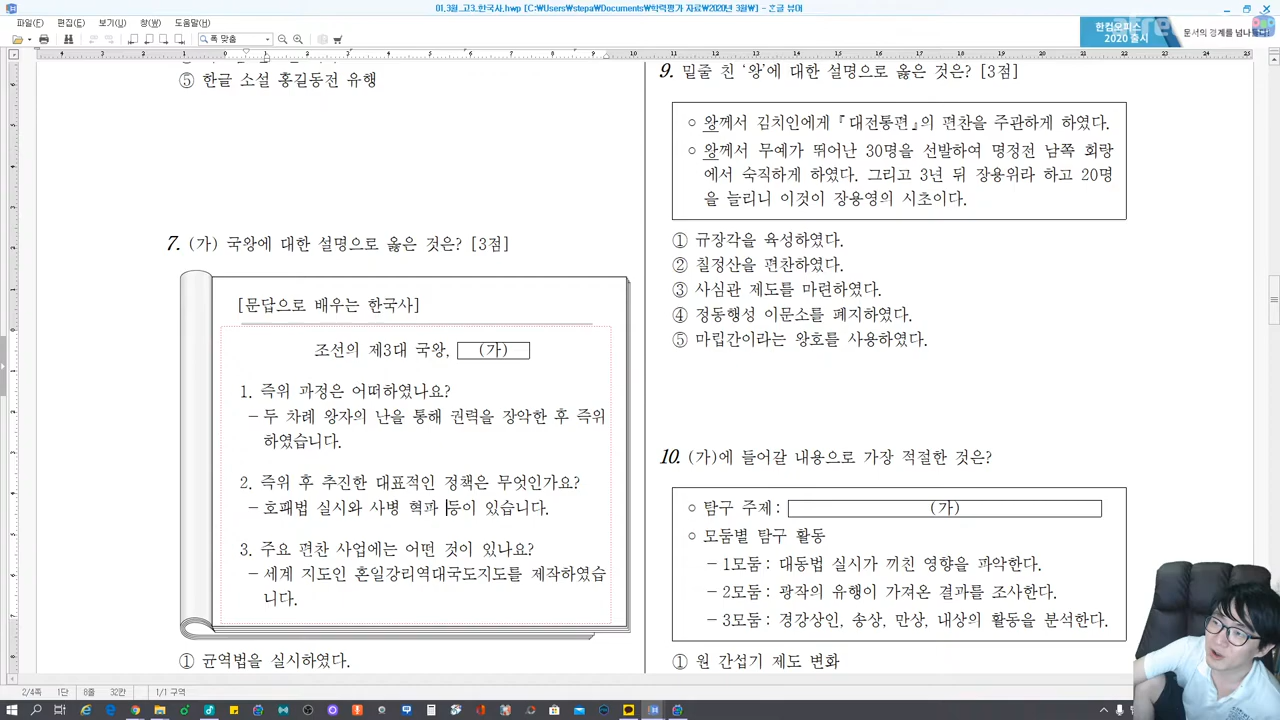 01.3월_고3.한국사.hwp [C:\Users\stepa\Documents\학력평가 자료\2020년 3월\] - 한글 뷰어
파일(F) 편집(E) 보기(U) 창(W) 도움말(H)
한컴오피스
2020 출시
문서의 경계를 넘나들다!
폭 맞춤
⑤ 한글 소설 홍길동전 유행
7. (가) 국왕에 대한 설명으로 옳은 것은? [3점]
[문답으로 배우는 한국사]
조선의 제3대 국왕, (가)
1. 즉위 과정은 어떠하였나요?
- 두 차례 왕자의 난을 통해 권력을 장악한 후 즉위
하였습니다.
2. 즉위 후 추진한 대표적인 정책은 무엇인가요?
- 호패법 실시와 사병 혁파 등이 있습니다.
3. 주요 편찬 사업에는 어떤 것이 있나요?
- 세계 지도인 혼일강리역대국도지도를 제작하였습
니다.
① 균역법을 실시하였다.
9. 밑줄 친 ‘왕’에 대한 설명으로 옳은 것은? [3점]
○ 왕께서 김치인에게『대전통편』의 편찬을 주관하게 하였다.
○ 왕께서 무예가 뛰어난 30명을 선발하여 명정전 남쪽 회랑
에서 숙직하게 하였다. 그리고 3년 뒤 장용위라 하고 20명
을 늘리니 이것이 장용영의 시초이다.
① 규장각을 육성하였다.
② 칠정산을 편찬하였다.
③ 사심관 제도를 마련하였다.
④ 정동행성 이문소를 폐지하였다.
⑤ 마립간이라는 왕호를 사용하였다.
10. (가)에 들어갈 내용으로 가장 적절한 것은?
○ 탐구 주제: (가)
○ 모둠별 탐구 활동
- 1모둠: 대동법 실시가 끼친 영향을 파악한다.
- 2모둠: 광작의 유행이 가져온 결과를 조사한다.
- 3모둠: 경강상인, 송상, 만상, 내상의 활동을 분석한다.
① 원 간섭기 제도 변화
2/4쪽 1단 8줄 32칸 1/1 구역